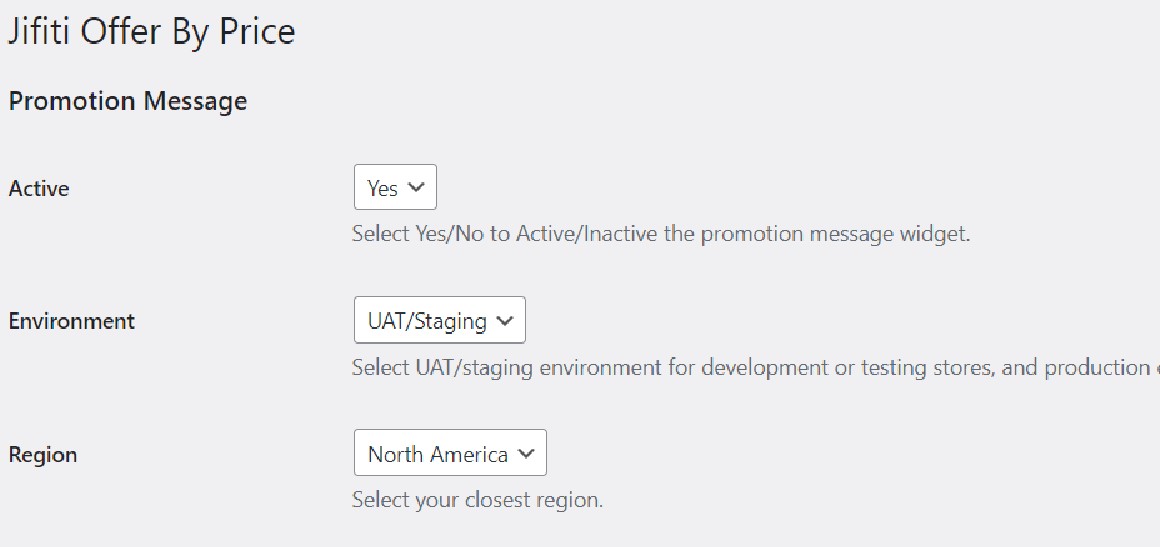 Jifiti Offer By Price
Promotion Message
Active
Yes
Select Yes/No to Active/Inactive the promotion message widget.
Environment
UAT/Staging
Select UAT/staging environment for development or testing stores, and production
Region
North America
Select your closest region.